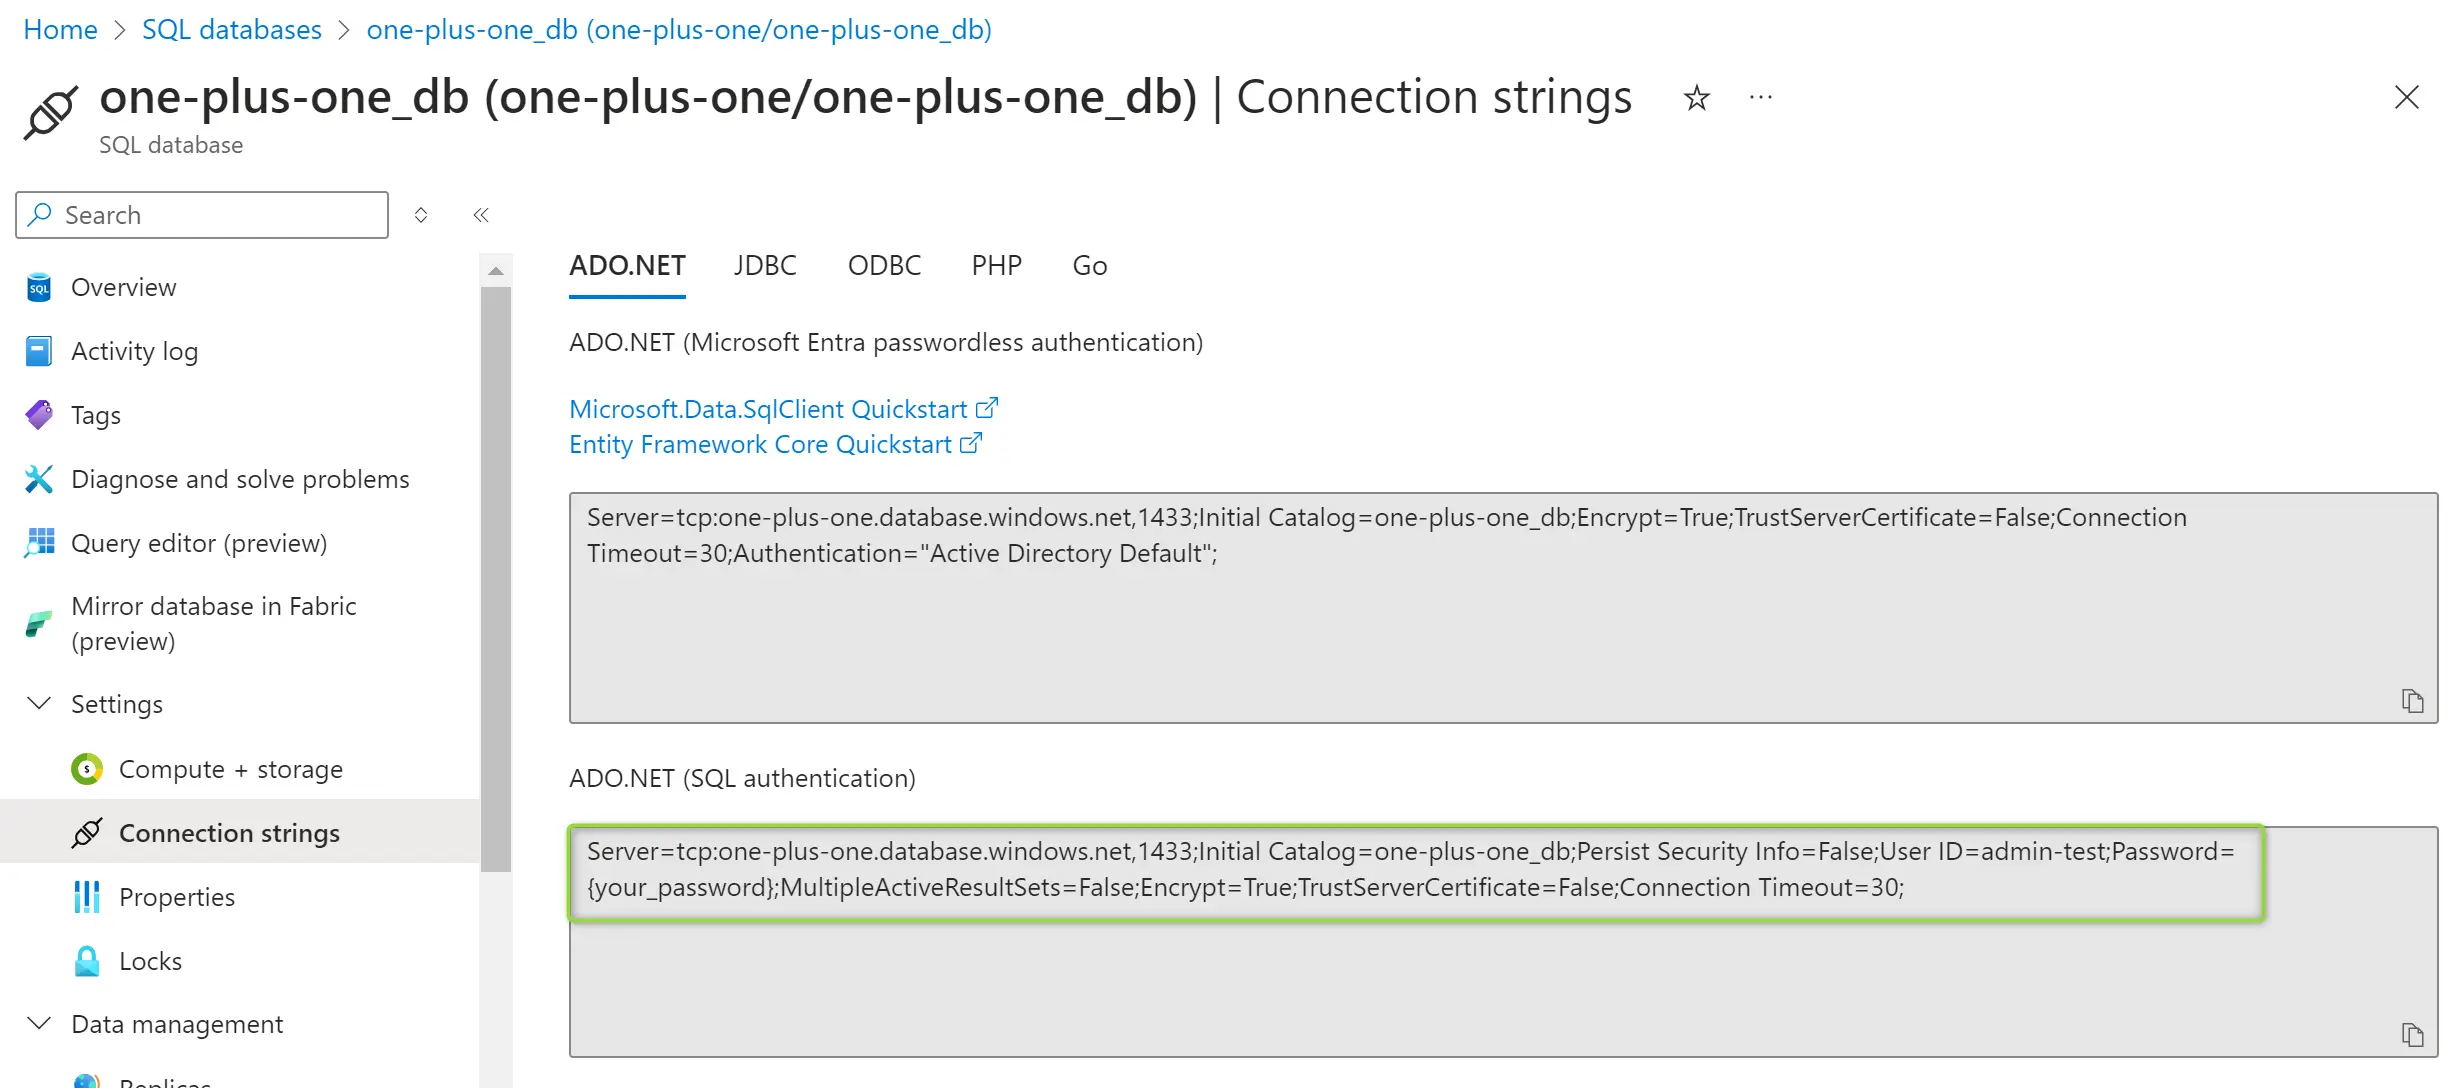 Home > SQL databases > one-plus-one_db (one-plus-one/one-plus-one_db)
one-plus-one_db (one-plus-one/one-plus-one_db) | Connection strings
SQL database
Search
SQL
Overview
Activity log
Tags
Diagnose and solve problems
Query editor (preview)
Mirror database in Fabric
(preview)
Settings
Compute + storage
Connection strings
Properties
Locks
Data management
Replicas
ADO.NET JDBC ODBC PHP Go
ADO.NET (Microsoft Entra passwordless authentication)
Microsoft.Data.SqlClient Quickstart
Entity Framework Core Quickstart
Server=tcp:one-plus-one.database.windows.net,1433;Initial Catalog=one-plus-one_db;Encrypt=True;TrustServerCertificate=False;Connection
Timeout=30;Authentication="Active Directory Default";
ADO.NET (SQL authentication)
Server=tcp:one-plus-one.database.windows.net,1433;Initial Catalog=one-plus-one_db;Persist Security Info=False;User ID=admin-test;Password=
{your_password};MultipleActiveResultSets=False;Encrypt=True;TrustServerCertificate=False;Connection Timeout=30;